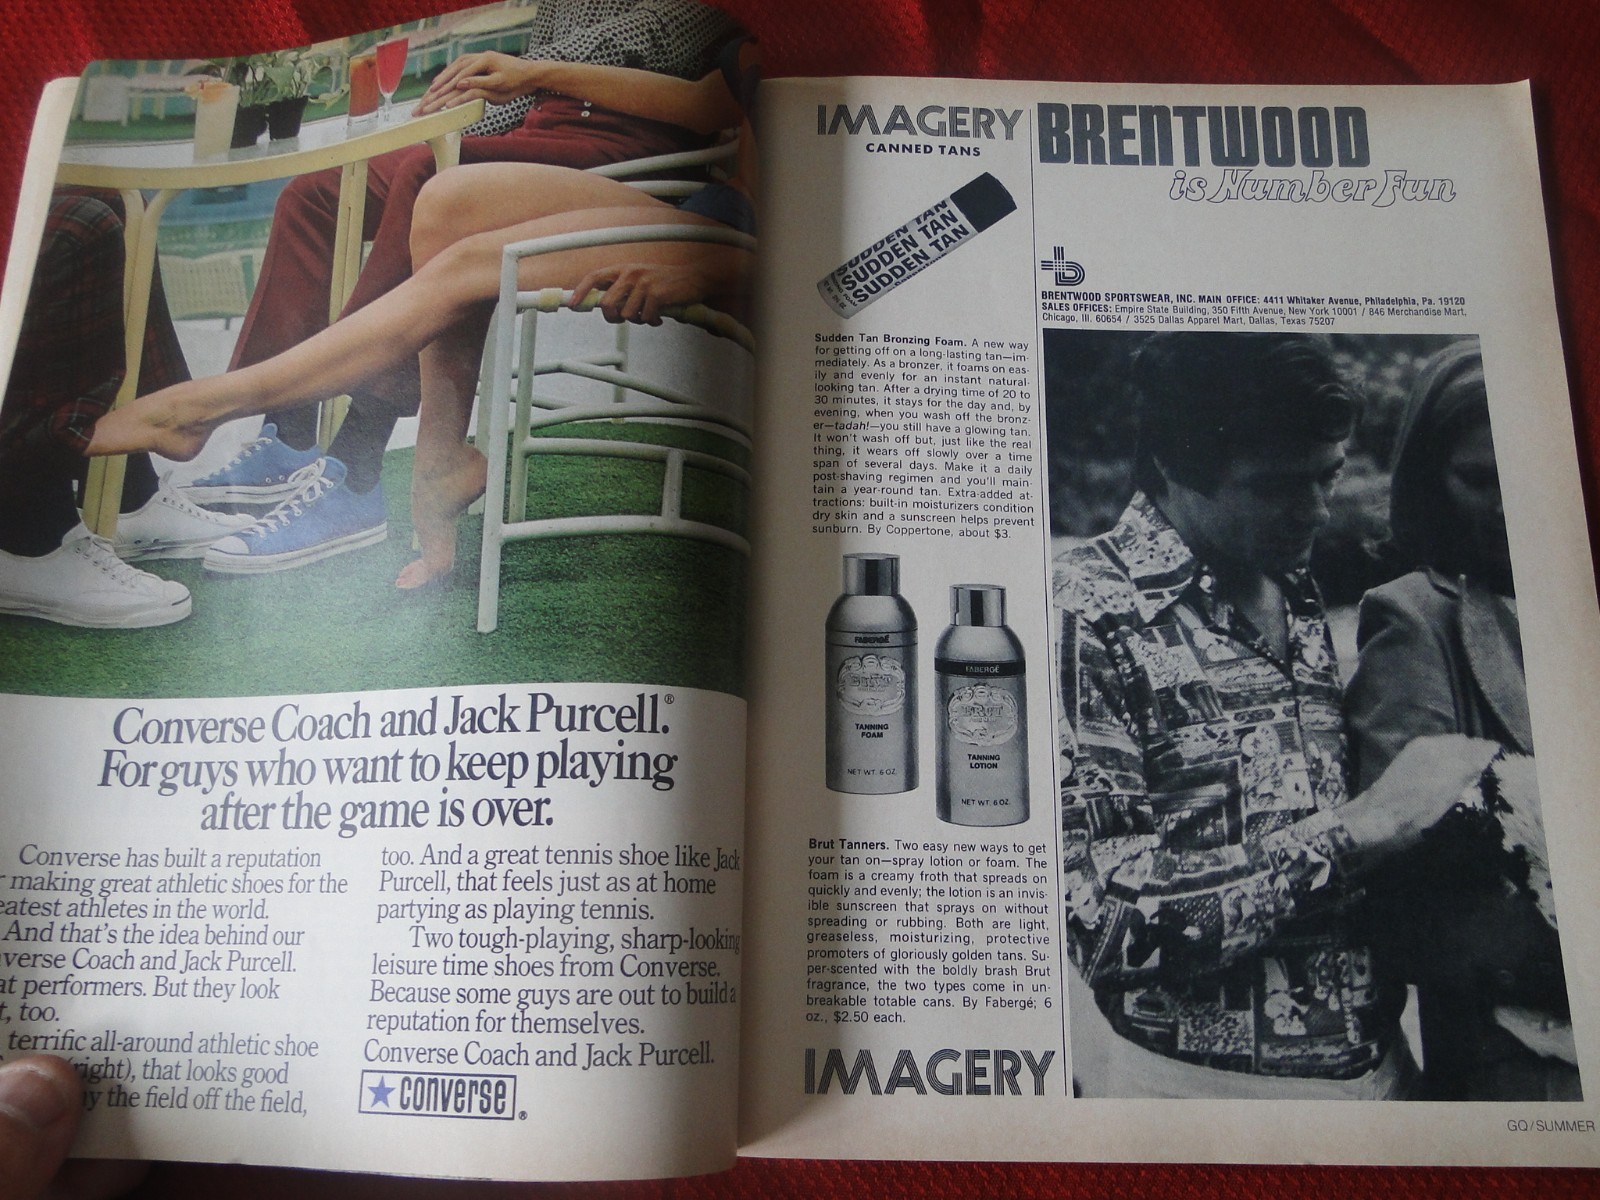 Converse Coach and Jack Purcell.®
For guys who want to keep playing
after the game is over.
Converse has built a reputation
making great athletic shoes for the
eatest athletes in the world.
And that's the idea behind our
verse Coach and Jack Purcell.
at performers. But they look
t, too.
terrific all-around athletic shoe
right), that looks good
the field off the field,
too. And a great tennis shoe like Jack
Purcell, that feels just as at home
partying as playing tennis.
Two tough-playing, sharp-looking
leisure time shoes from Converse.
Because some guys are out to build a
reputation for themselves.
Converse Coach and Jack Purcell.
★ converse ®
IMAGERY
CANNED TANS
SUDDEN TAN
SUDDEN TAN
SUDDEN TAN
Sudden Tan Bronzing Foam. A new way
for getting off on a long-lasting tan—im-
mediately. As a bronzer, it foams on eas-
ily and evenly for an instant natural-
looking tan. After a drying time of 20 to
30 minutes, it stays for the day and, by
evening, when you wash off the bronz-
er—tadah!—you still have a glowing tan.
It won't wash off but, just like the real
thing, it wears off slowly over a time
span of several days. Make it a daily
post-shaving regimen and you'll main-
tain a year-round tan. Extra-added at-
tractions: built-in moisturizers condition
dry skin and a sunscreen helps prevent
sunburn. By Coppertone, about $3.
FABERGÉ
BRUT
TANNING
FOAM
NET WT. 6 OZ.
FABERGÉ
BRUT
TANNING
LOTION
NET WT. 6 OZ.
Brut Tanners. Two easy new ways to get
your tan on—spray lotion or foam. The
foam is a creamy froth that spreads on
quickly and evenly; the lotion is an invis-
ible sunscreen that sprays on without
spreading or rubbing. Both are light,
greaseless, moisturizing, protective
promoters of gloriously golden tans. Su-
per-scented with the boldly brash Brut
fragrance, the two types come in un-
breakable totable cans. By Fabergé; 6
oz., $2.50 each.
IMAGERY
BRENTWOOD
is Number Fun
b
BRENTWOOD SPORTSWEAR, INC. MAIN OFFICE: 4411 Whitaker Avenue, Philadelphia, Pa. 19120
SALES OFFICES: Empire State Building, 350 Fifth Avenue, New York 10001 / 846 Merchandise Mart,
Chicago, Ill. 60654 / 3525 Dallas Apparel Mart, Dallas, Texas 75207
GQ/SUMMER